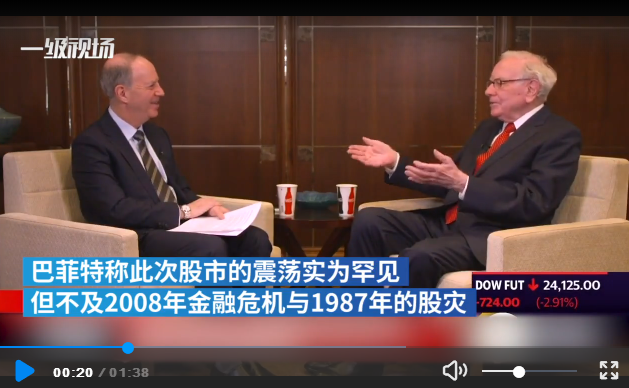 一级视场
巴菲特称此次股市的震荡实为罕见
但不及2008年金融危机与1987年的股灾
DOW FUT 24,125.00
-724.00 (-2.91%)
00:20 / 01:38